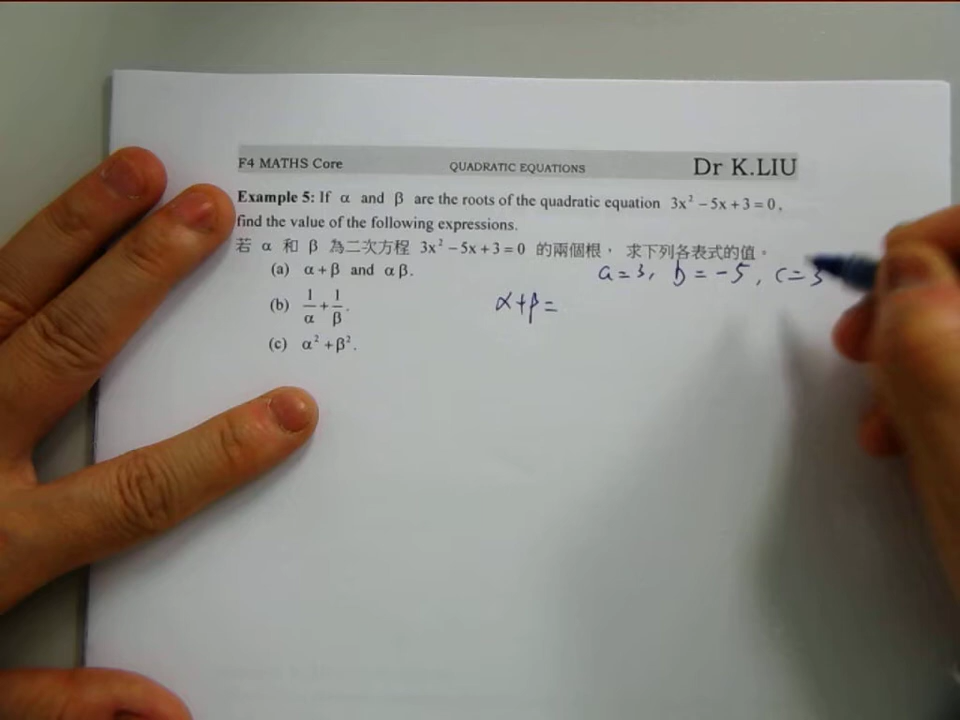 F4 MATHS Core QUADRATIC EQUATIONS Dr K.LIU
Example 5: If α and β are the roots of the quadratic equation 3x² − 5x + 3 = 0,
find the value of the following expressions.
若 α 和 β 為二次方程 3x² − 5x + 3 = 0 的兩個根，求下列各表式的值。
(a) α + β and α β.
a = 3, b = −5, c = 3
(b) 1/α + 1/β.
α + β =
(c) α² + β².